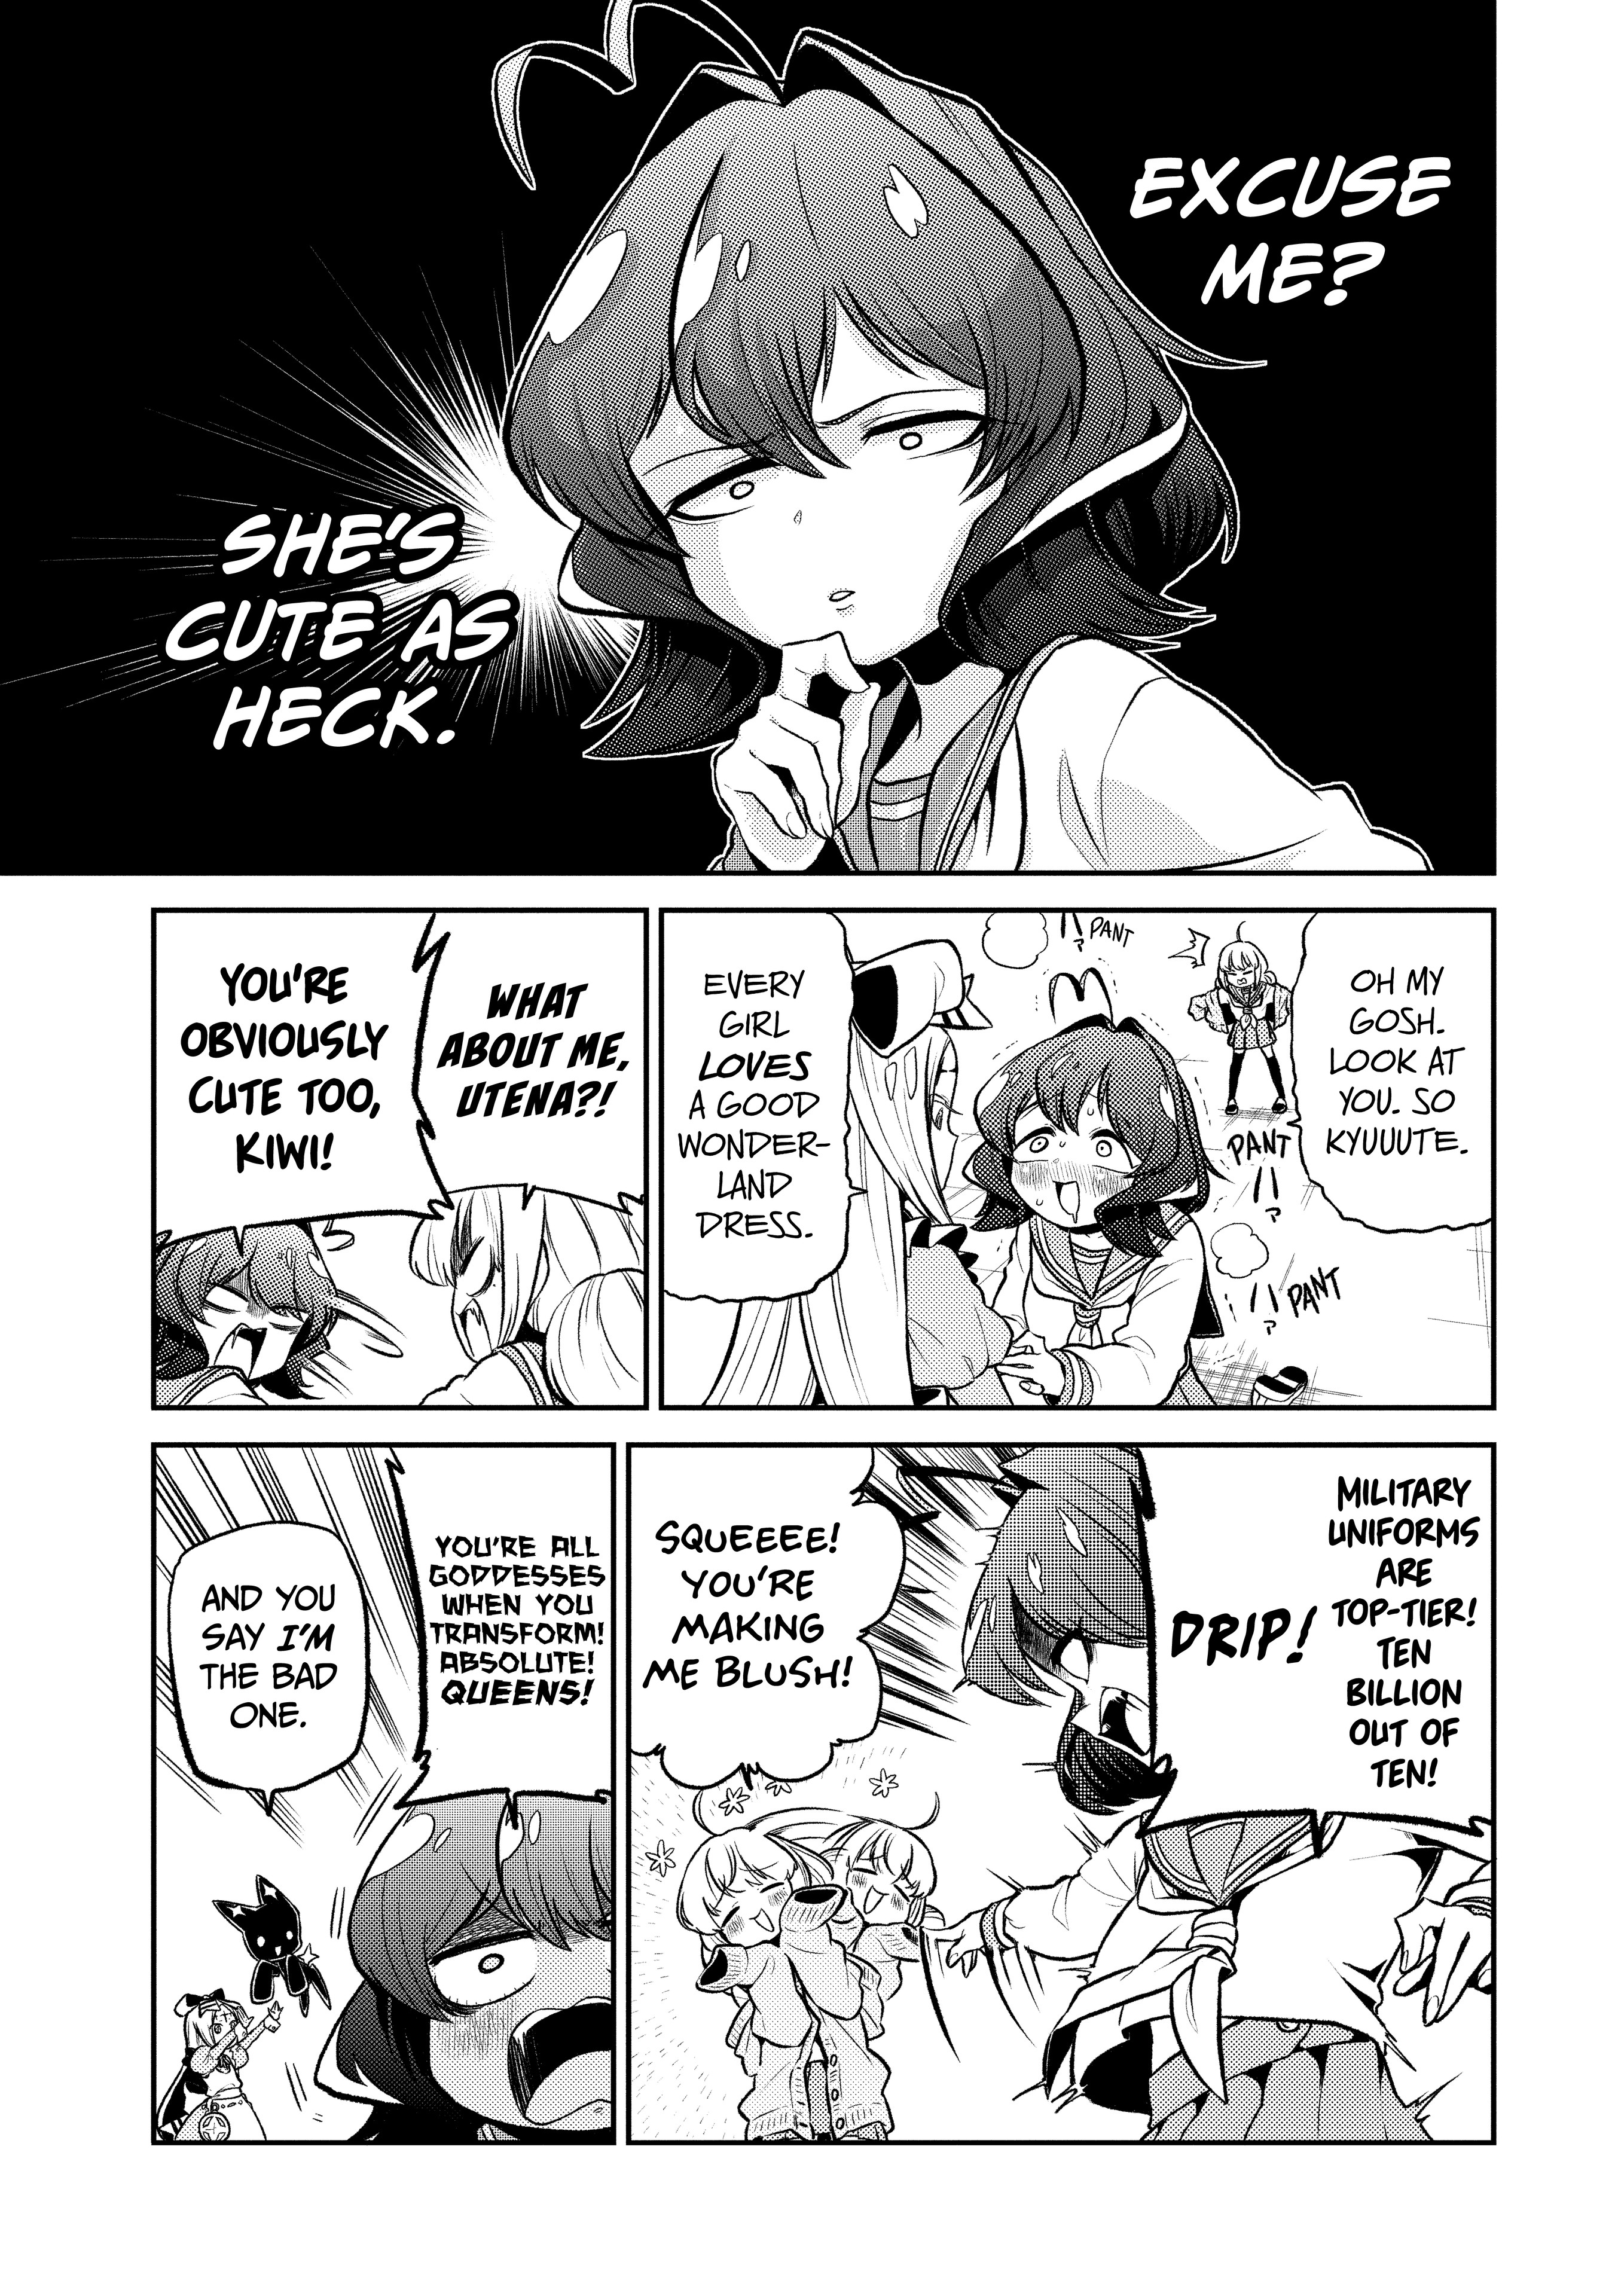 EXCUSE
ME?
SHE'S
CUTE AS
HECK.
OH MY
GOSH.
LOOK AT
YOU. SO
KYUUUTE.
PANT
PANT
PANT
EVERY
GIRL
LOVES
A GOOD
WONDER-
LAND
DRESS.
WHAT
ABOUT ME,
UTENA?!
YOU'RE
OBVIOUSLY
CUTE TOO,
KIWI!
MILITARY
UNIFORMS
ARE
TOP-TIER!
TEN
BILLION
OUT OF
TEN!
DRIP!
SQUEEEE!
YOU'RE
MAKING
ME BLUSH!
YOU'RE ALL
GODDESSES
WHEN YOU
TRANSFORM!
ABSOLUTE!
QUEENS!
AND YOU
SAY I'M
THE BAD
ONE.